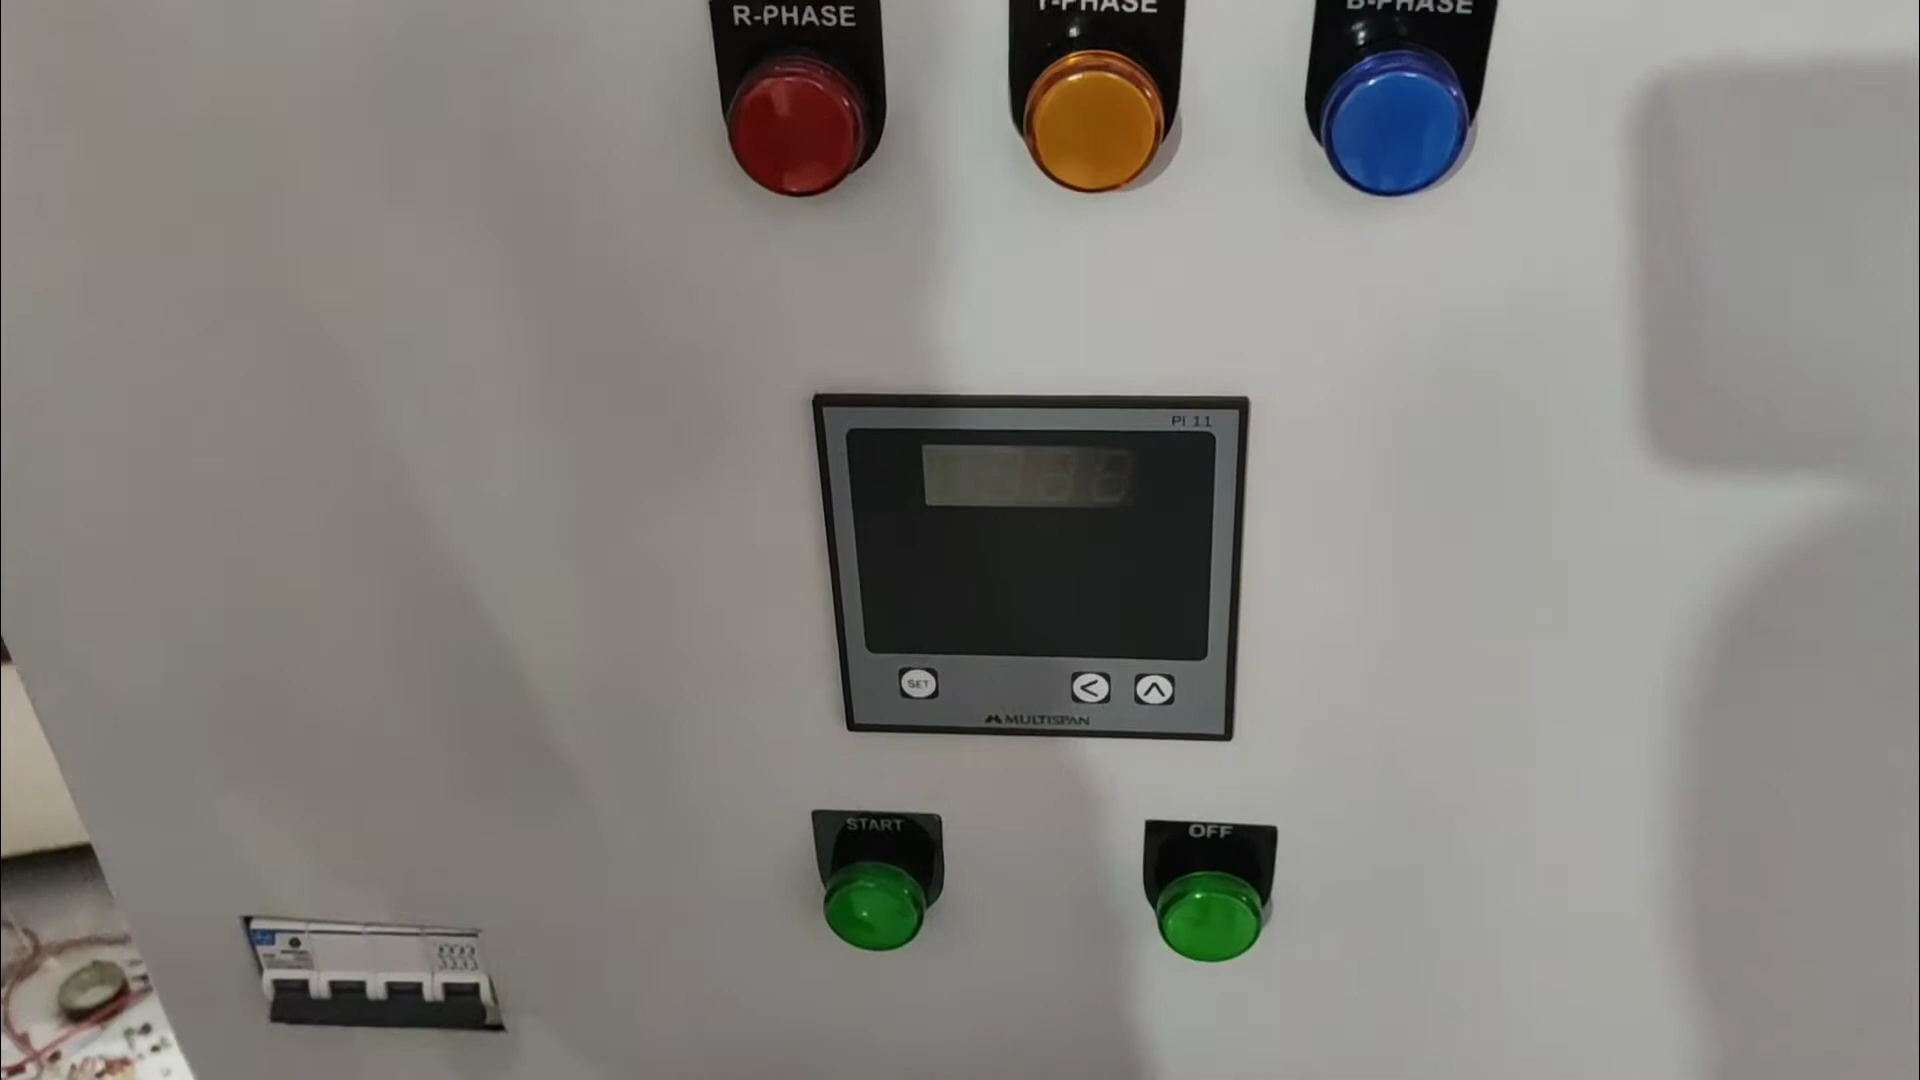 R-PHASE
Y-PHASE
B-PHASE
PI 11
SET
MULTISPAN
START
OFF